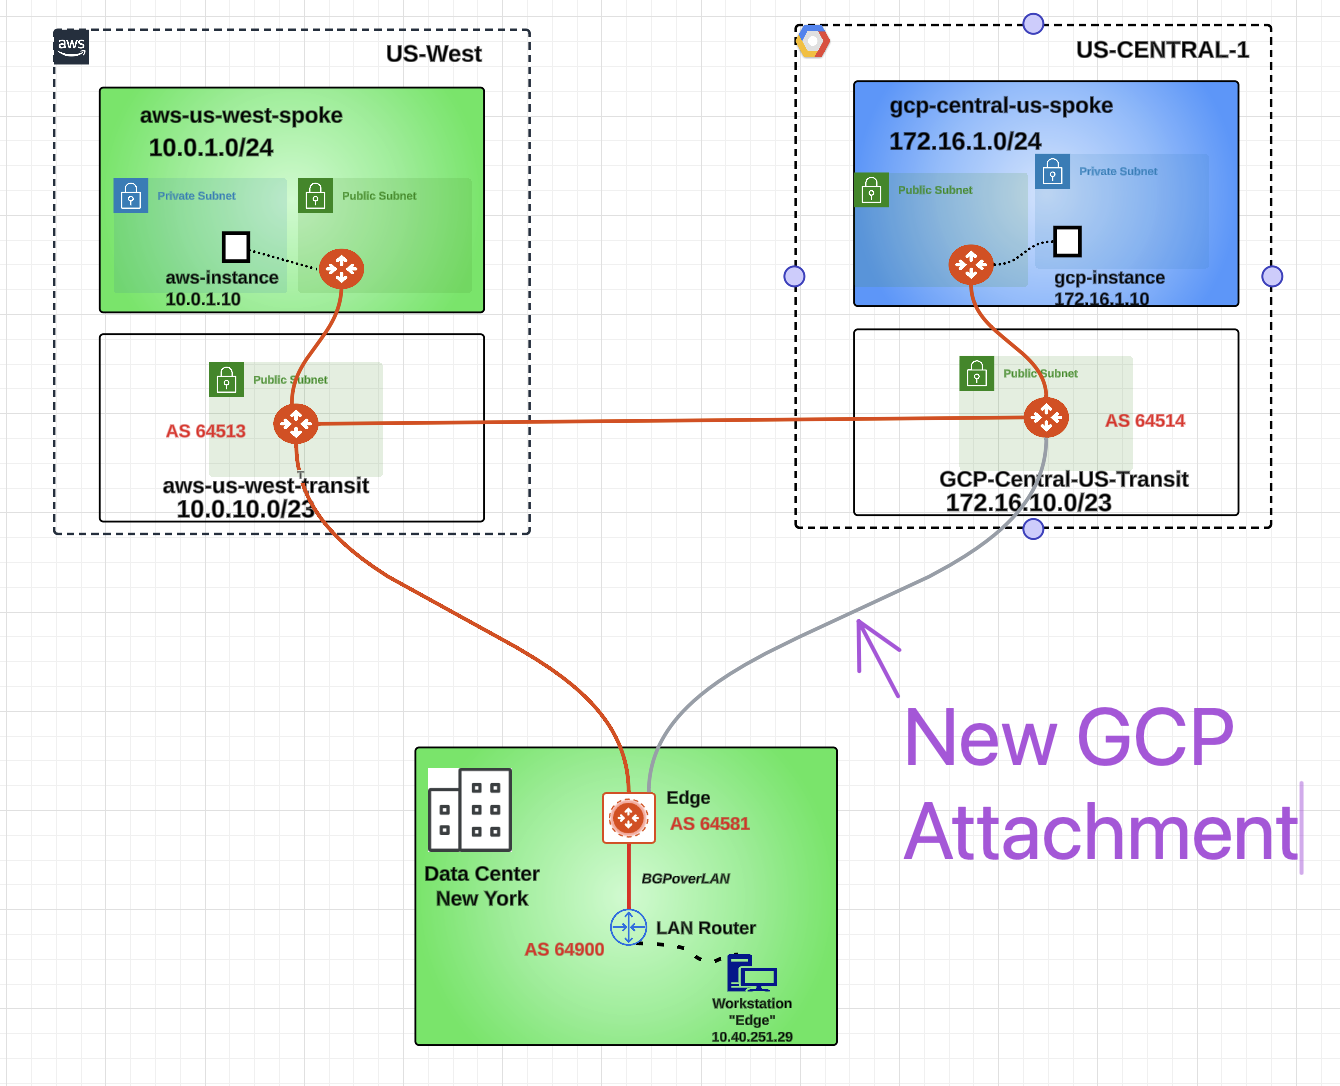 aws
US-West
aws-us-west-spoke
10.0.1.0/24
Private Subnet
Public Subnet
aws-instance
10.0.1.10
Public Subnet
AS 64513
T
aws-us-west-transit
10.0.10.0/23
US-CENTRAL-1
gcp-central-us-spoke
172.16.1.0/24
Private Subnet
Public Subnet
gcp-instance
172.16.1.10
Public Subnet
AS 64514
GCP-Central-US-Transit
172.16.10.0/23
New GCP
Attachment
Edge
AS 64581
Data Center
New York
BGPoverLAN
LAN Router
AS 64900
Workstation
"Edge"
10.40.251.29